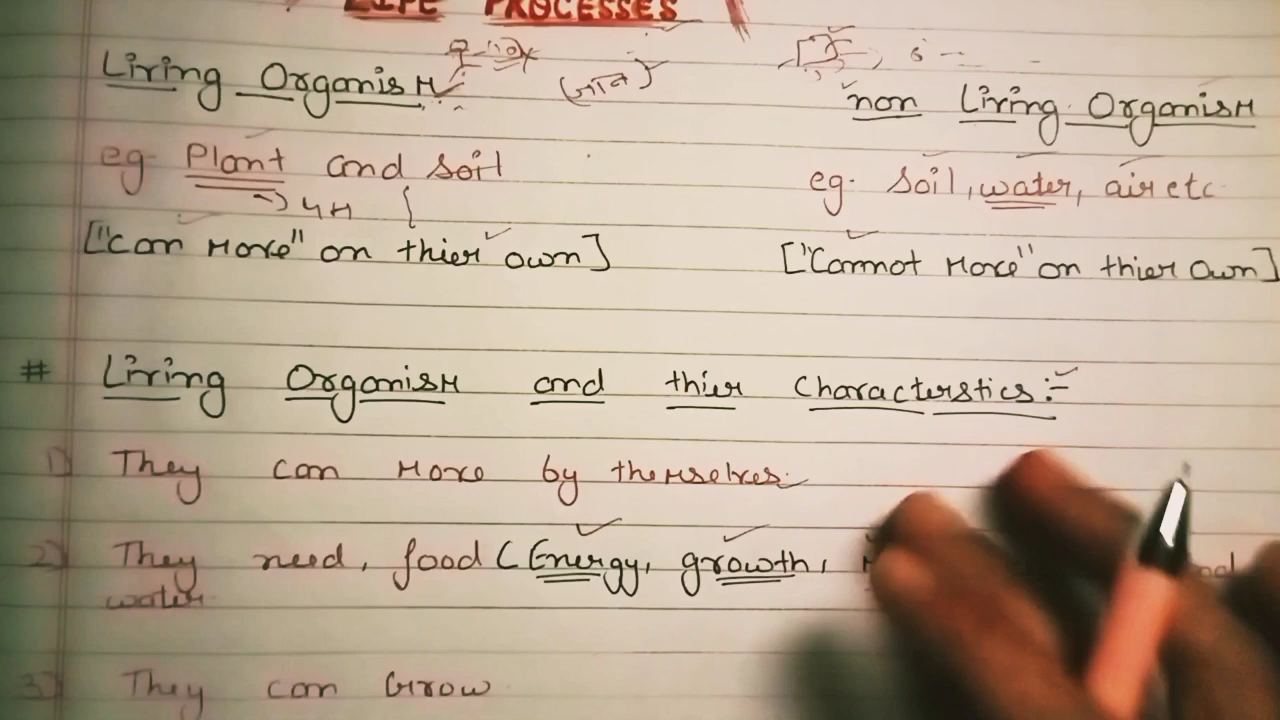 LIFE PROCESSES
Living Organism
non Living Organism
eg. Plant and soil
eg. Soil, water, air etc.
["Can move" on thier own]
["Cannot move" on thier own]
# Living Organism and thier Characterstics:-
1) They can move by themselves.
2) They need, food (Energy, growth,
water.
3) They can Grow